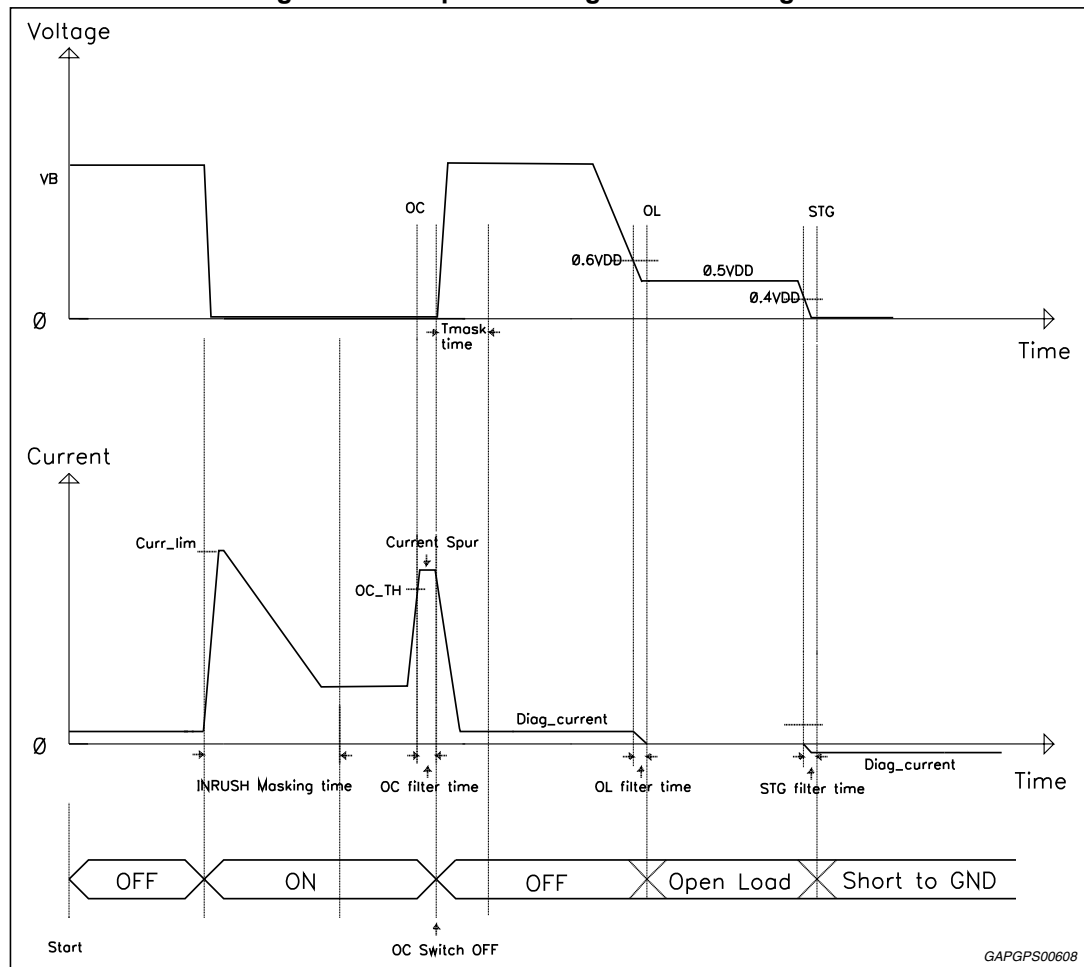 Voltage
VB
OC
OL
STG
0.6VDD
0.5VDD
0.4VDD
Ø
Tmask
time
Time
Current
Curr_lim
Current Spur
OC_TH
Diag_current
Ø
Diag_current
INRUSH Masking time
OC filter time
OL filter time
STG filter time
Time
OFF
ON
OFF
Open Load
Short to GND
Start
OC Switch OFF
GAPGPS00608